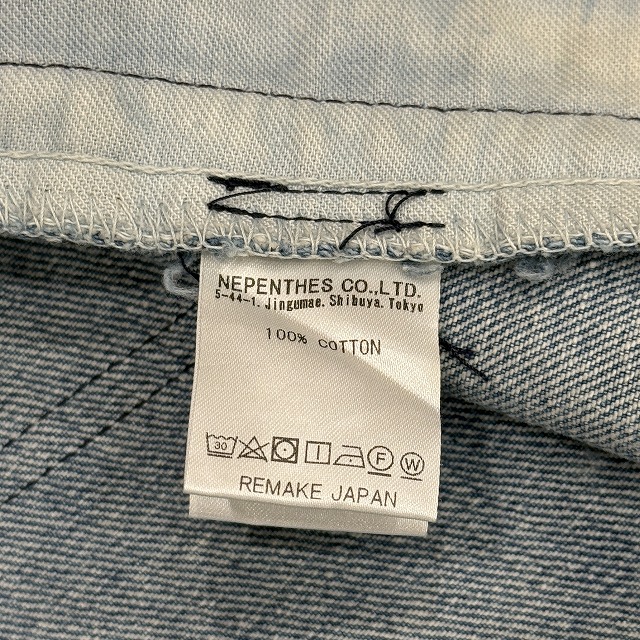 NEPENTHES CO.,LTD.
5-44-1. Jingumae. Shibuya. Tokyo
100% COTTON
30
F W
REMAKE JAPAN